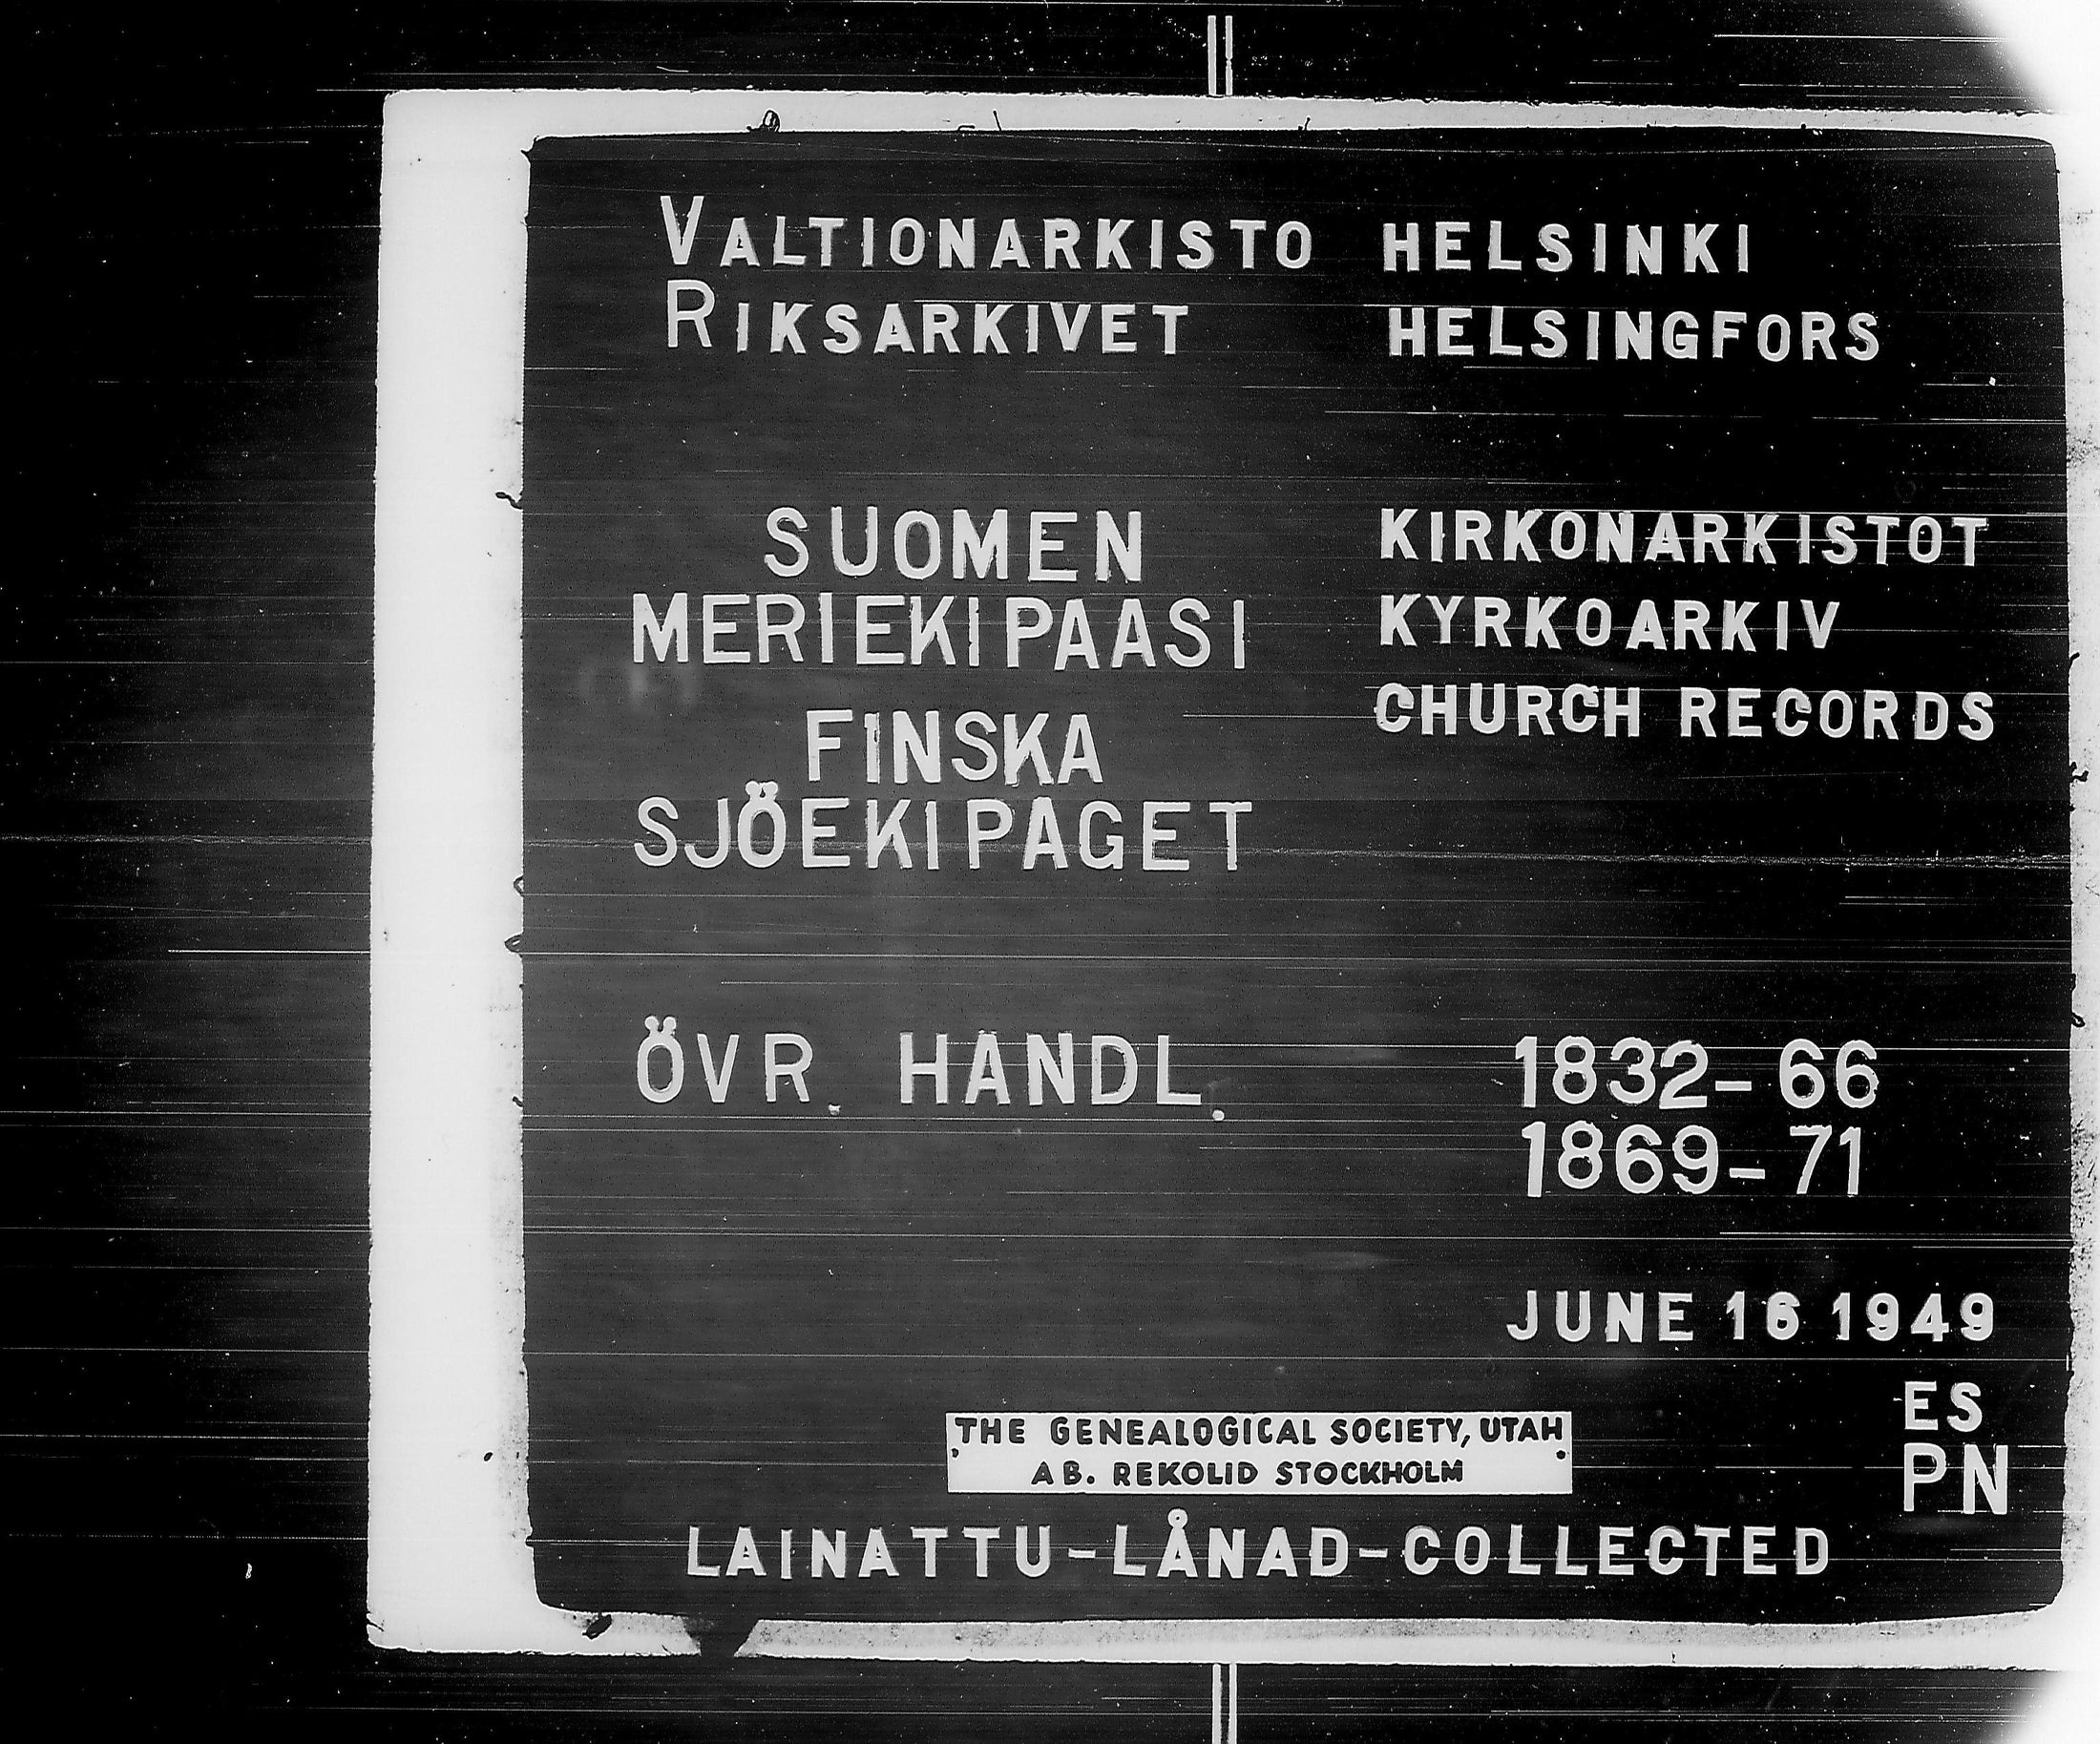 VALTIONARKISTO HELSINKI
RIKSARKIVET HELSINGFORS
SUOMEN
MERIEKIPAASI
FINSKA
SJÖEKIPAGET
KIRKONARKISTOT
KYRKOARKIV
CHURCH RECORDS
ÖVR. HANDL. 1832-66
1869-71
JUNE 16 1949
ES
PN
THE GENEALOGICAL SOCIETY, UTAH
AB. REKOLID STOCKHOLM
LAINATTU-LÅNAD-COLLECTED